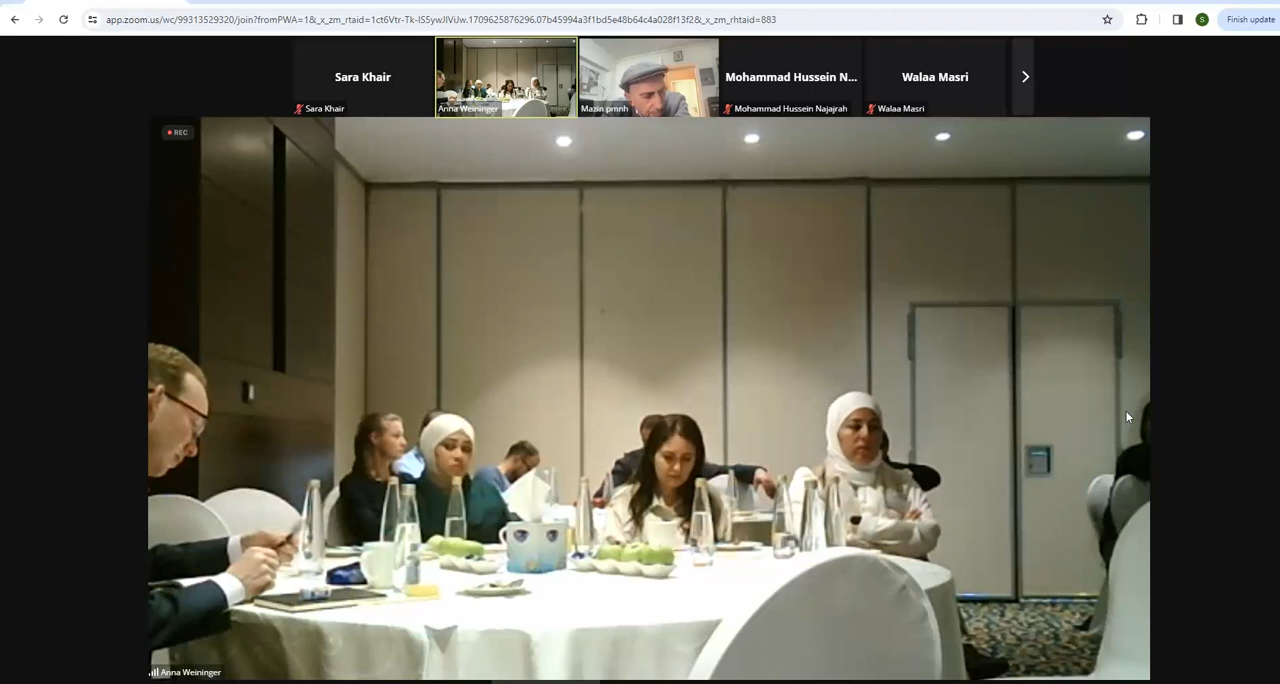 app.zoom.us/wc/99313529320/join?fromPWA=1&_x_zm_rtaid=1ct6Vtr-Tk-IS5ywJIViJw.1709625876296.07b45994a3f1bd5e48b64c4a028f13f2&_x_zm_rhtaid=883
S
Finish update
Sara Khair
Mohammad Hussein N...
Walaa Masri
Sara Khair
Anna Weininger
Mazin pmnh
Mohammad Hussein Najajrah
Walaa Masri
REC
Anna Weininger